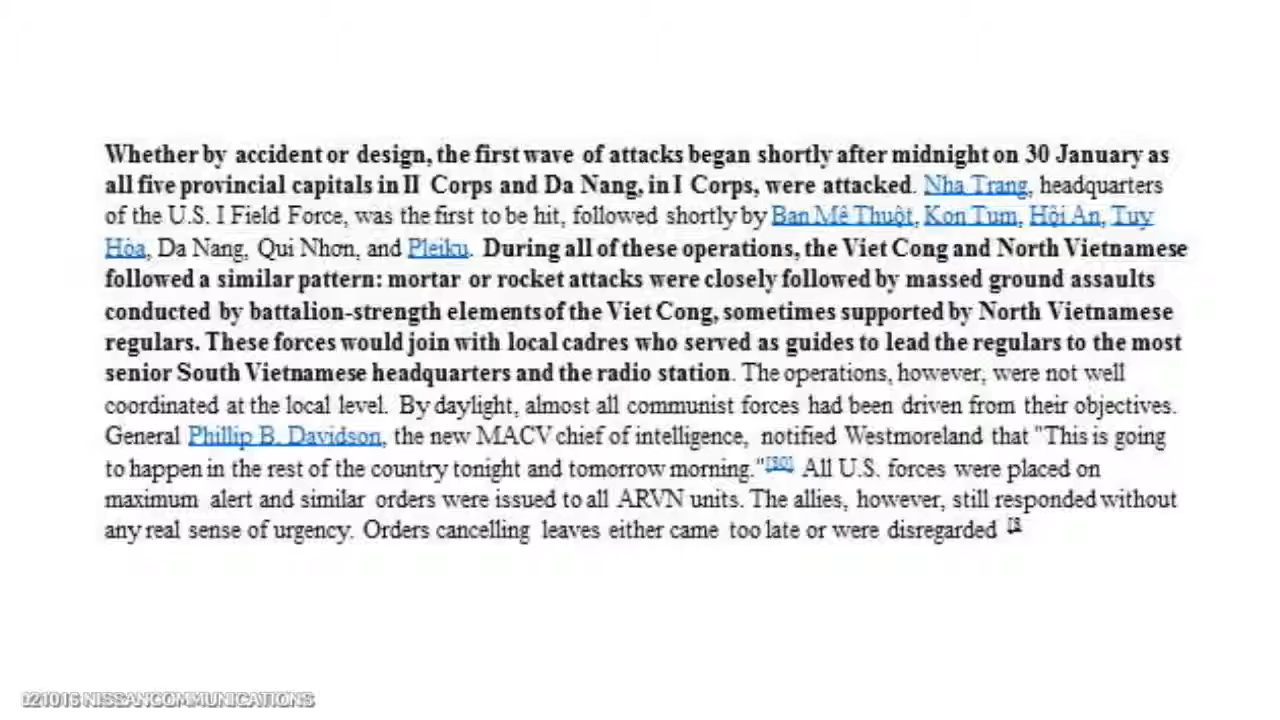 Whether by accident or design, the first wave of attacks began shortly after midnight on 30 January as
all five provincial capitals in II Corps and Da Nang, in I Corps, were attacked. Nha Trang, headquarters
of the U.S. I Field Force, was the first to be hit, followed shortly by Ban Mê Thuột, Kon Tum, Hội An, Tuy
Hòa, Da Nang, Qui Nhơn, and Pleiku. During all of these operations, the Viet Cong and North Vietnamese
followed a similar pattern: mortar or rocket attacks were closely followed by massed ground assaults
conducted by battalion-strength elements of the Viet Cong, sometimes supported by North Vietnamese
regulars. These forces would join with local cadres who served as guides to lead the regulars to the most
senior South Vietnamese headquarters and the radio station. The operations, however, were not well
coordinated at the local level. By daylight, almost all communist forces had been driven from their objectives.
General Phillip B. Davidson, the new MACV chief of intelligence, notified Westmoreland that "This is going
to happen in the rest of the country tonight and tomorrow morning."[30] All U.S. forces were placed on
maximum alert and similar orders were issued to all ARVN units. The allies, however, still responded without
any real sense of urgency. Orders cancelling leaves either came too late or were disregarded [3
021016 NISSANCOMMUNICATIONS